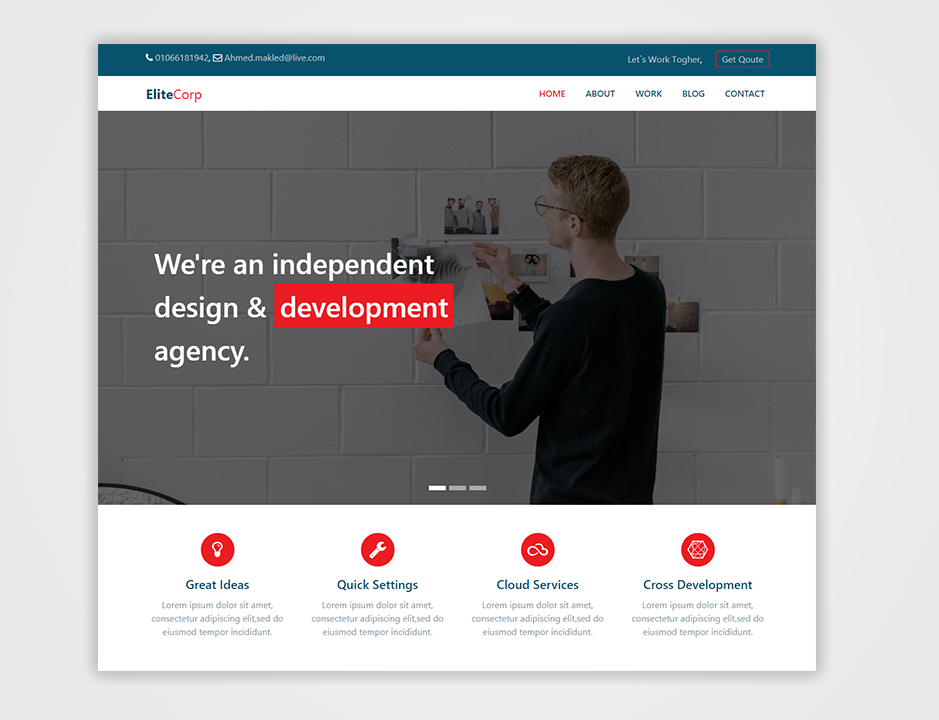 01066181942, Ahmed.makled@live.com
Let`s Work Togher,
Get Qoute
EliteCorp
HOME
ABOUT
WORK
BLOG
CONTACT
We're an independent
design & development
agency.
Great Ideas
Lorem ipsum dolor sit amet,
consectetur adipiscing elit,sed do
eiusmod tempor incididunt.
Quick Settings
Lorem ipsum dolor sit amet,
consectetur adipiscing elit,sed do
eiusmod tempor incididunt.
Cloud Services
Lorem ipsum dolor sit amet,
consectetur adipiscing elit,sed do
eiusmod tempor incididunt.
Cross Development
Lorem ipsum dolor sit amet,
consectetur adipiscing elit,sed do
eiusmod tempor incididunt.